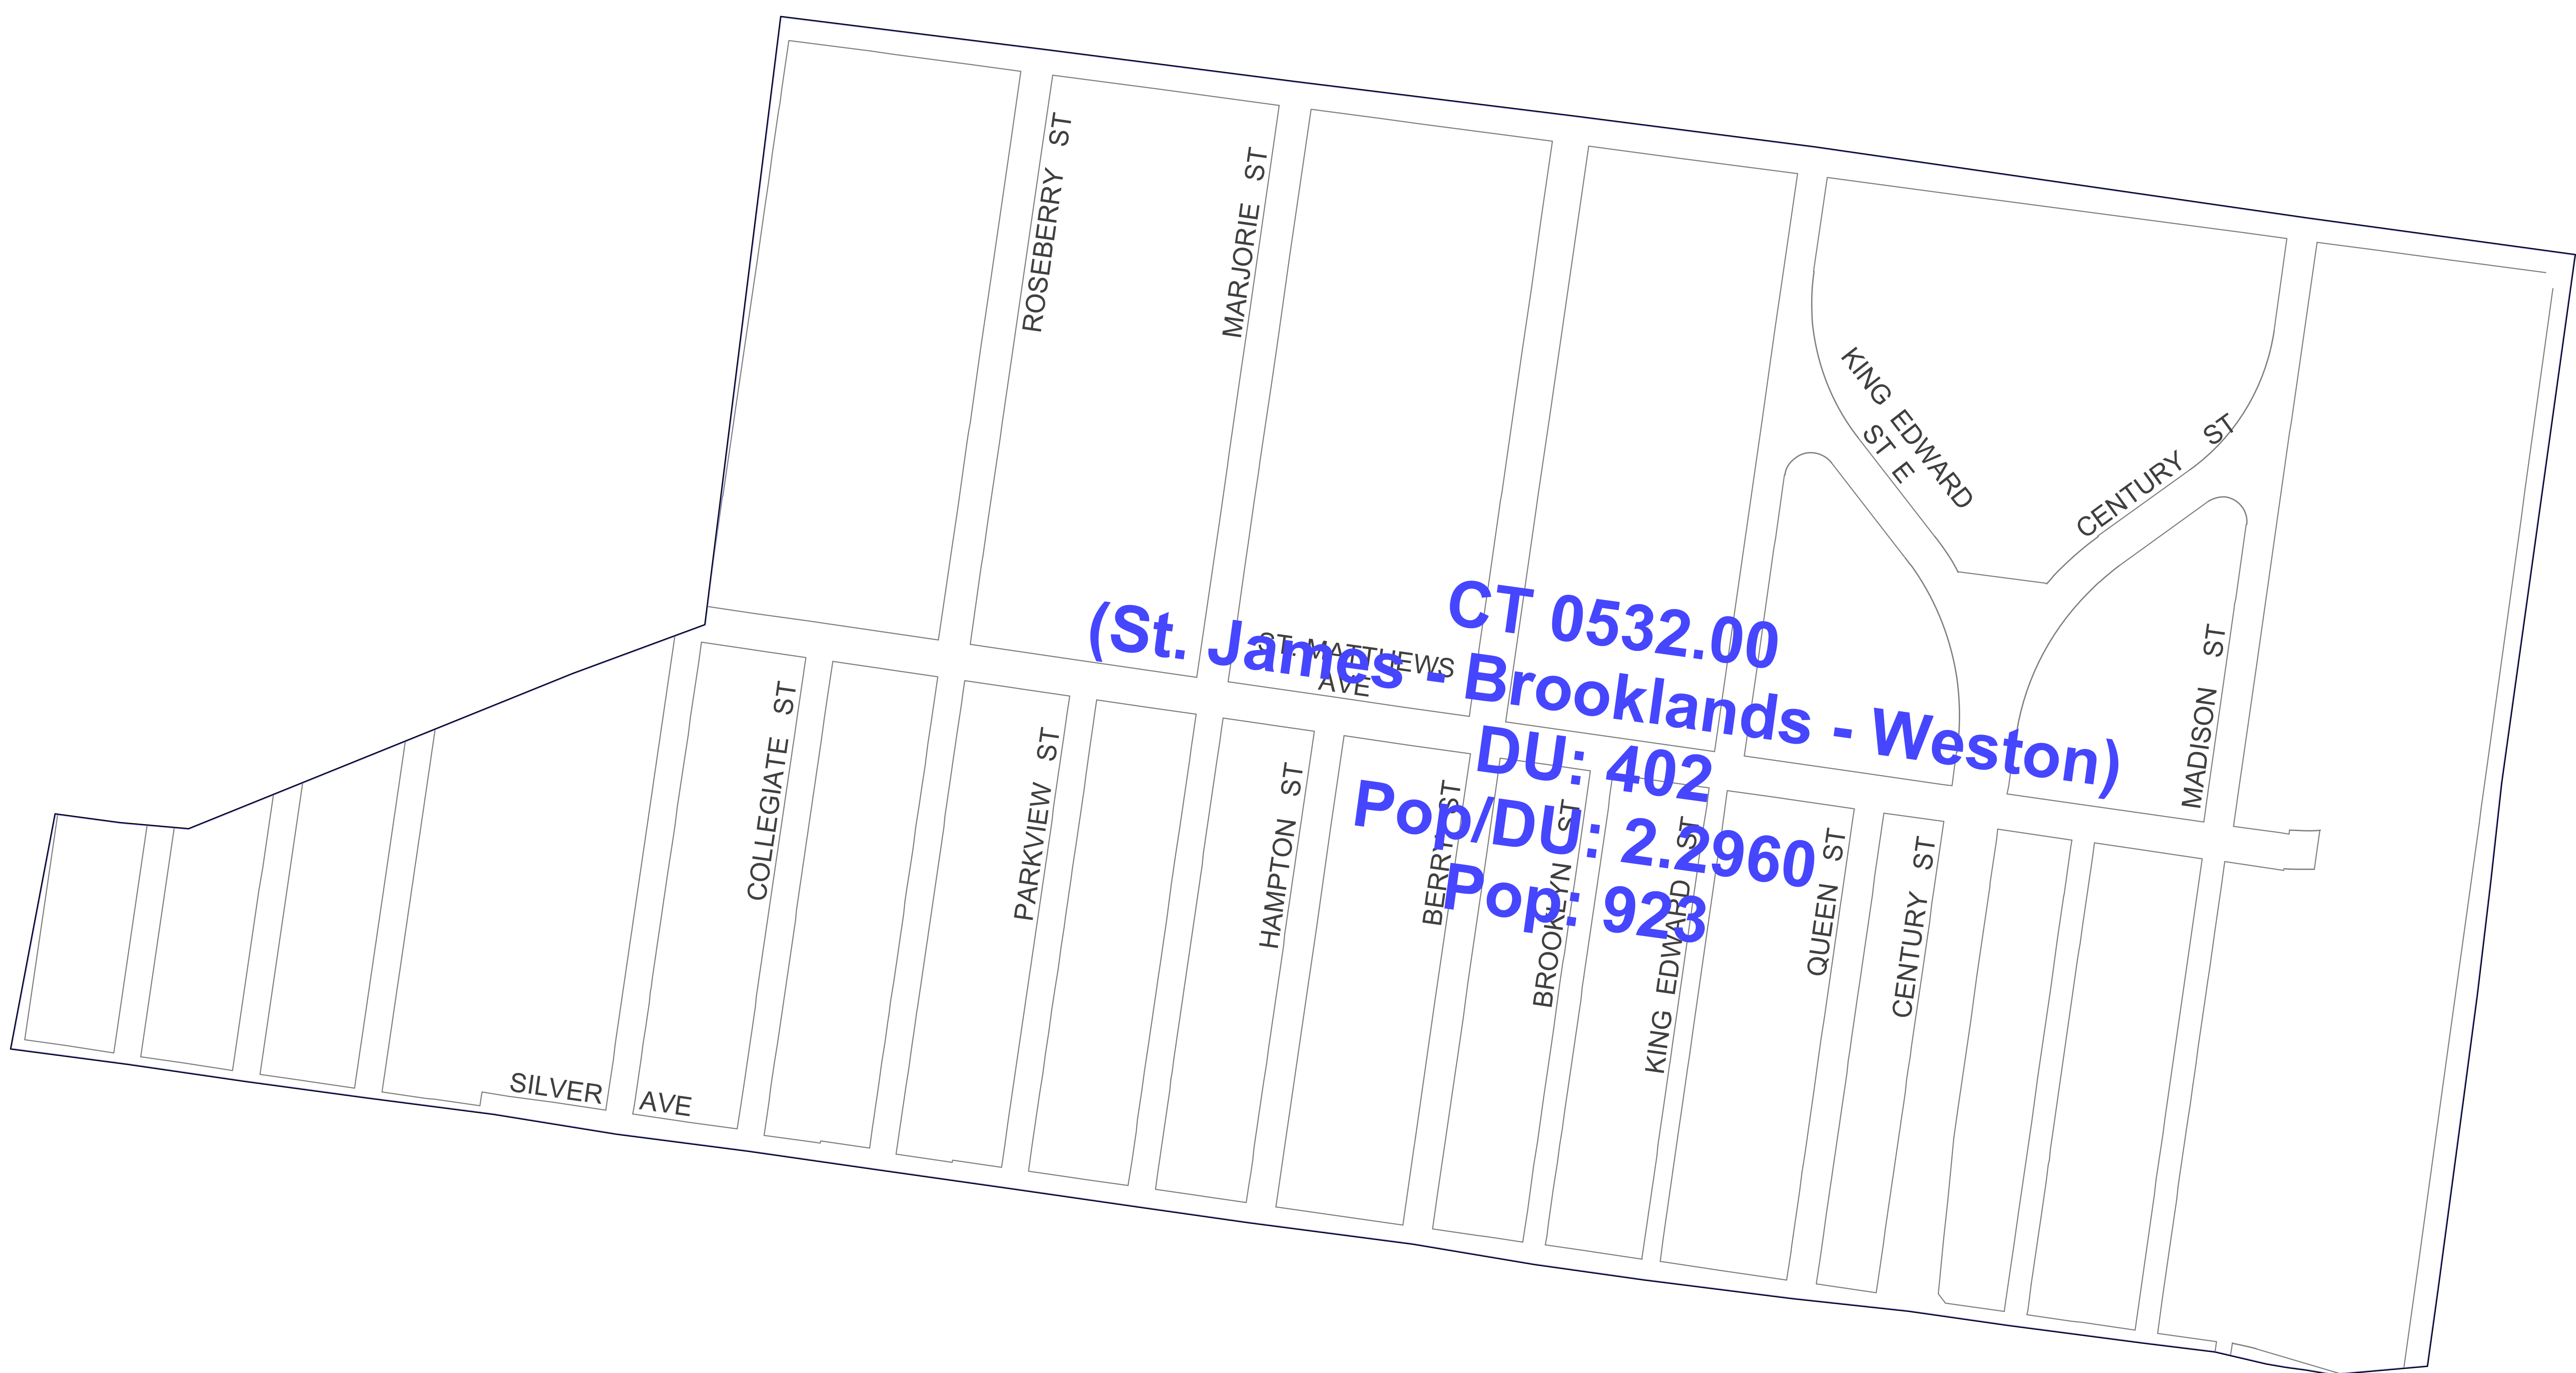 ROSEBERRY ST
MARJORIE ST
KING EDWARD
ST E
CENTURY ST
ST. MATTHEWS
AVE
MADISON ST
CT 0532.00
(St. James - Brooklands - Weston)
DU: 402
Pop/DU: 2.2960
Pop: 923
COLLEGIATE ST
PARKVIEW ST
HAMPTON ST
BERRY ST
BROOKLYN ST
KING EDWARD ST
QUEEN ST
CENTURY ST
SILVER AVE